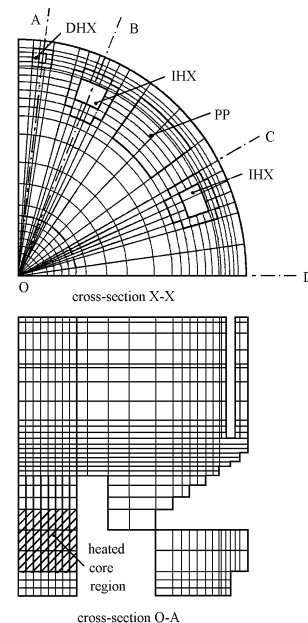 A
DHX
B
IHX
PP
C
IHX
D
O
cross-section X-X
heated
core
region
cross-section O-A